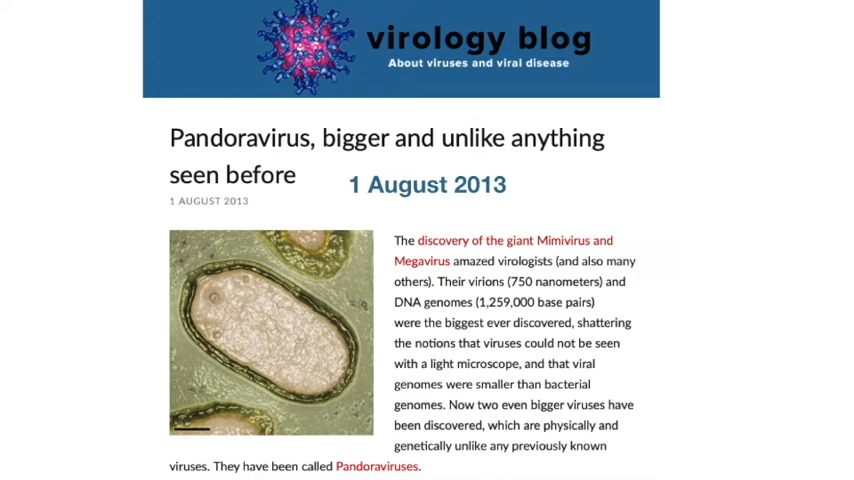 virology blog
About viruses and viral disease
Pandoravirus, bigger and unlike anything
seen before
1 August 2013
1 AUGUST 2013
The discovery of the giant Mimivirus and
Megavirus amazed virologists (and also many
others). Their virions (750 nanometers) and
DNA genomes (1,259,000 base pairs)
were the biggest ever discovered, shattering
the notions that viruses could not be seen
with a light microscope, and that viral
genomes were smaller than bacterial
genomes. Now two even bigger viruses have
been discovered, which are physically and
genetically unlike any previously known
viruses. They have been called Pandoraviruses.